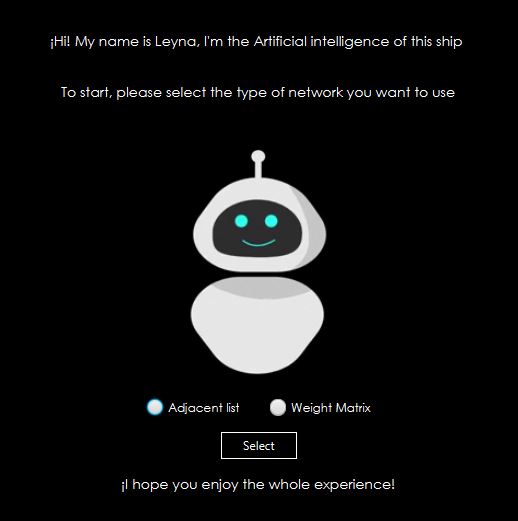 ¡Hi! My name is Leyna, I'm the Artificial intelligence of this ship
To start, please select the type of network you want to use
Adjacent list Weight Matrix
Select
¡I hope you enjoy the whole experience!